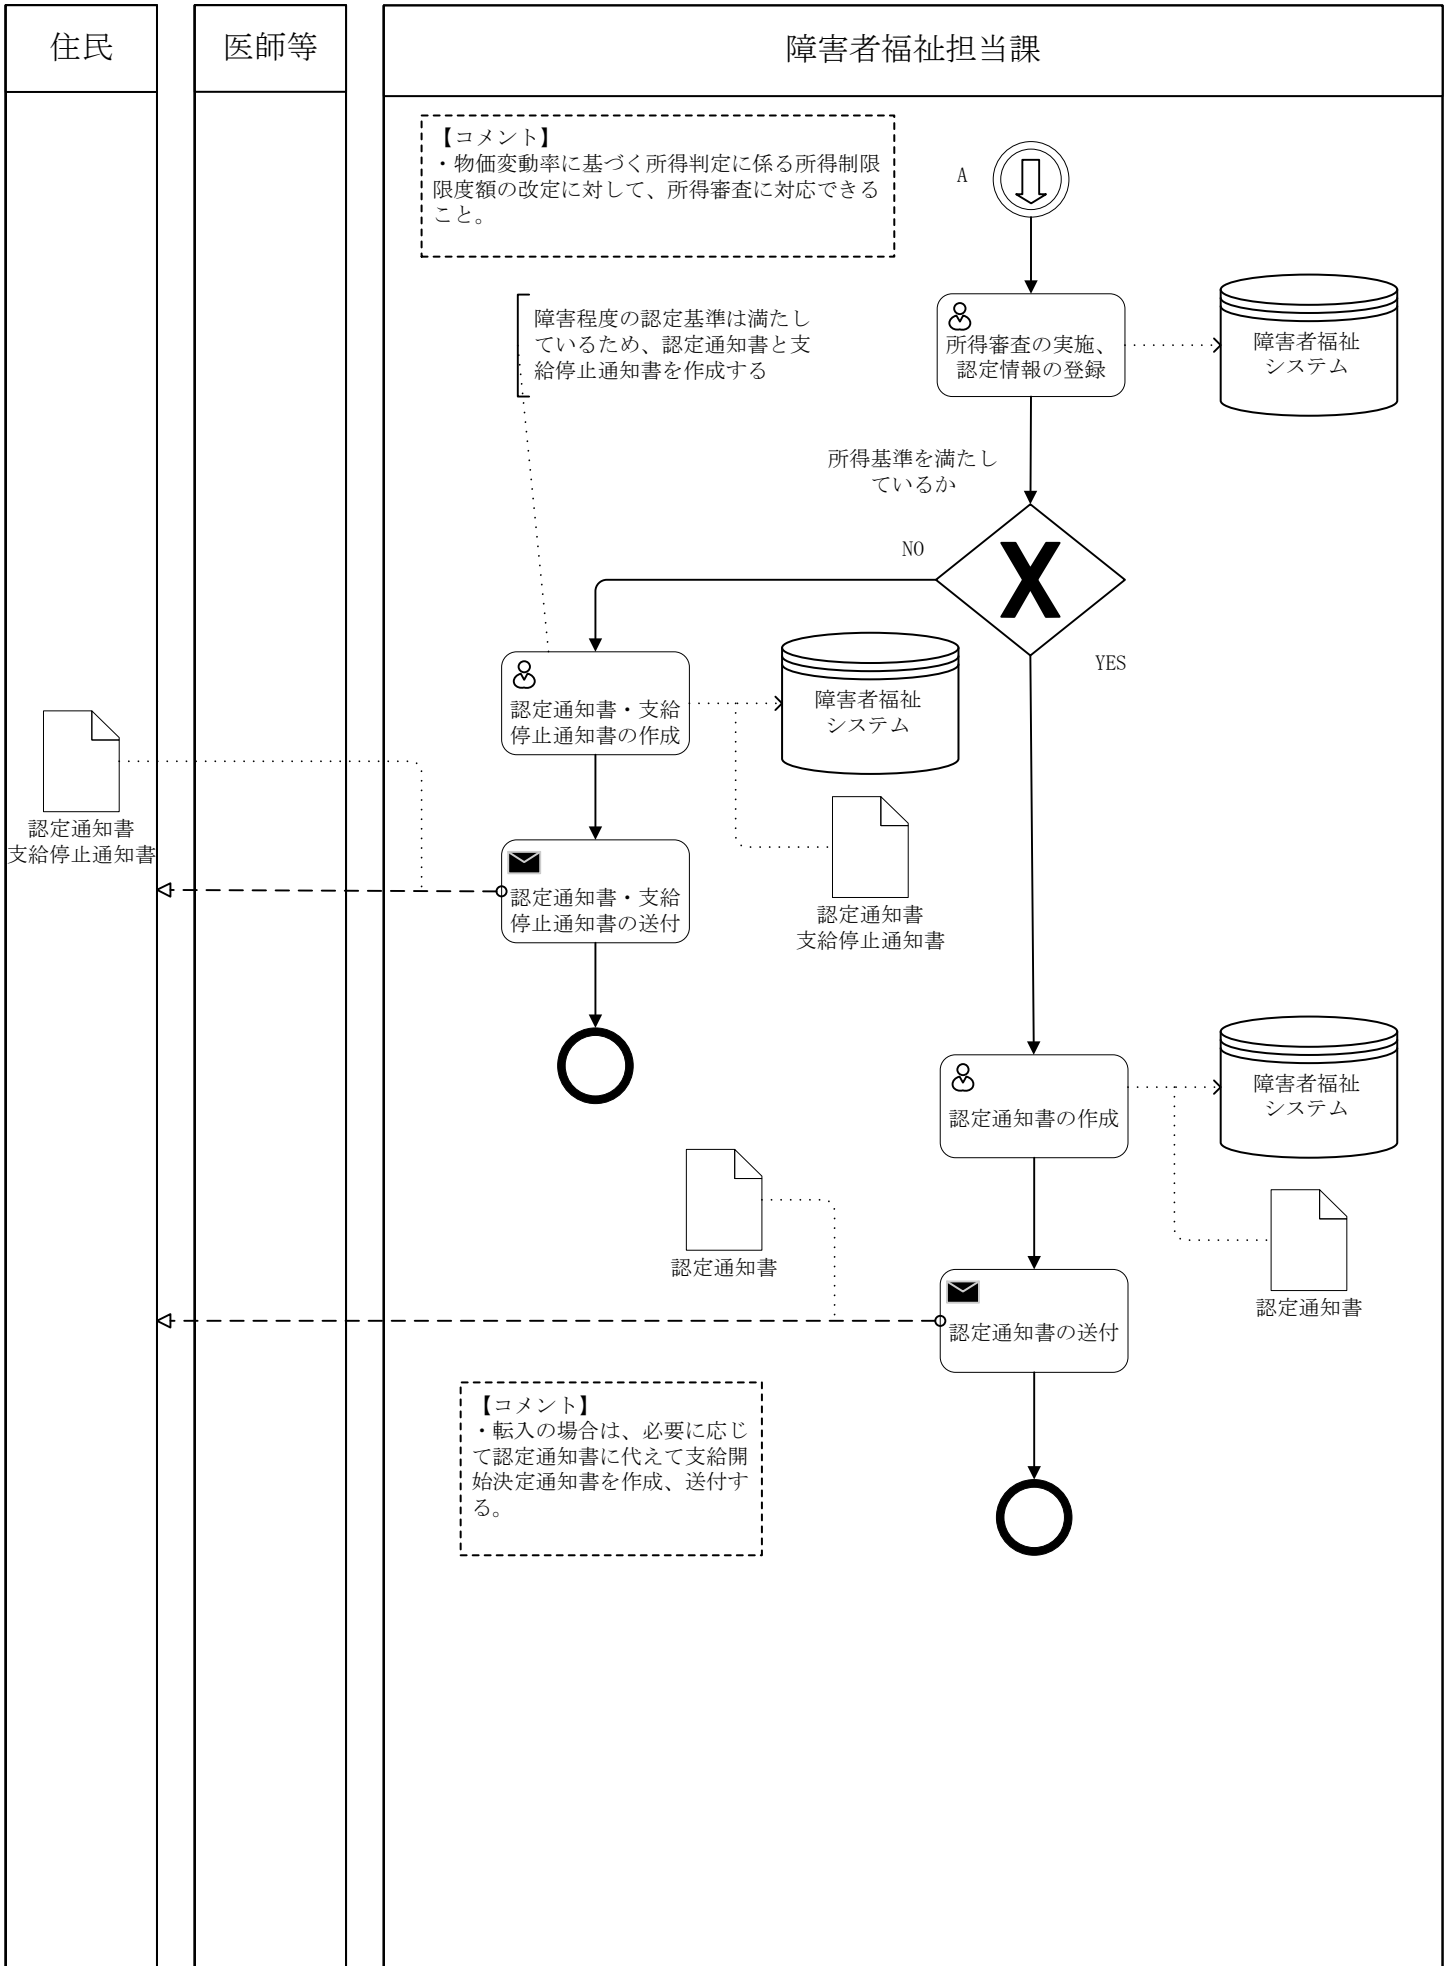 住民
医師等
障害者福祉担当課
【コメント】
・物価変動率に基づく所得判定に係る所得制限
限度額の改定に対して、所得審査に対応できる
こと。
A
障害程度の認定基準は満たし
ているため、認定通知書と支
給停止通知書を作成する
所得審査の実施、
認定情報の登録
障害者福祉
システム
所得基準を満たし
ているか
NO
YES
認定通知書・支給
停止通知書の作成
障害者福祉
システム
認定通知書
支給停止通知書
認定通知書・支給
停止通知書の送付
認定通知書
支給停止通知書
認定通知書の作成
障害者福祉
システム
認定通知書
認定通知書
認定通知書の送付
【コメント】
・転入の場合は、必要に応じ
て認定通知書に代えて支給開
始決定通知書を作成、送付す
る。